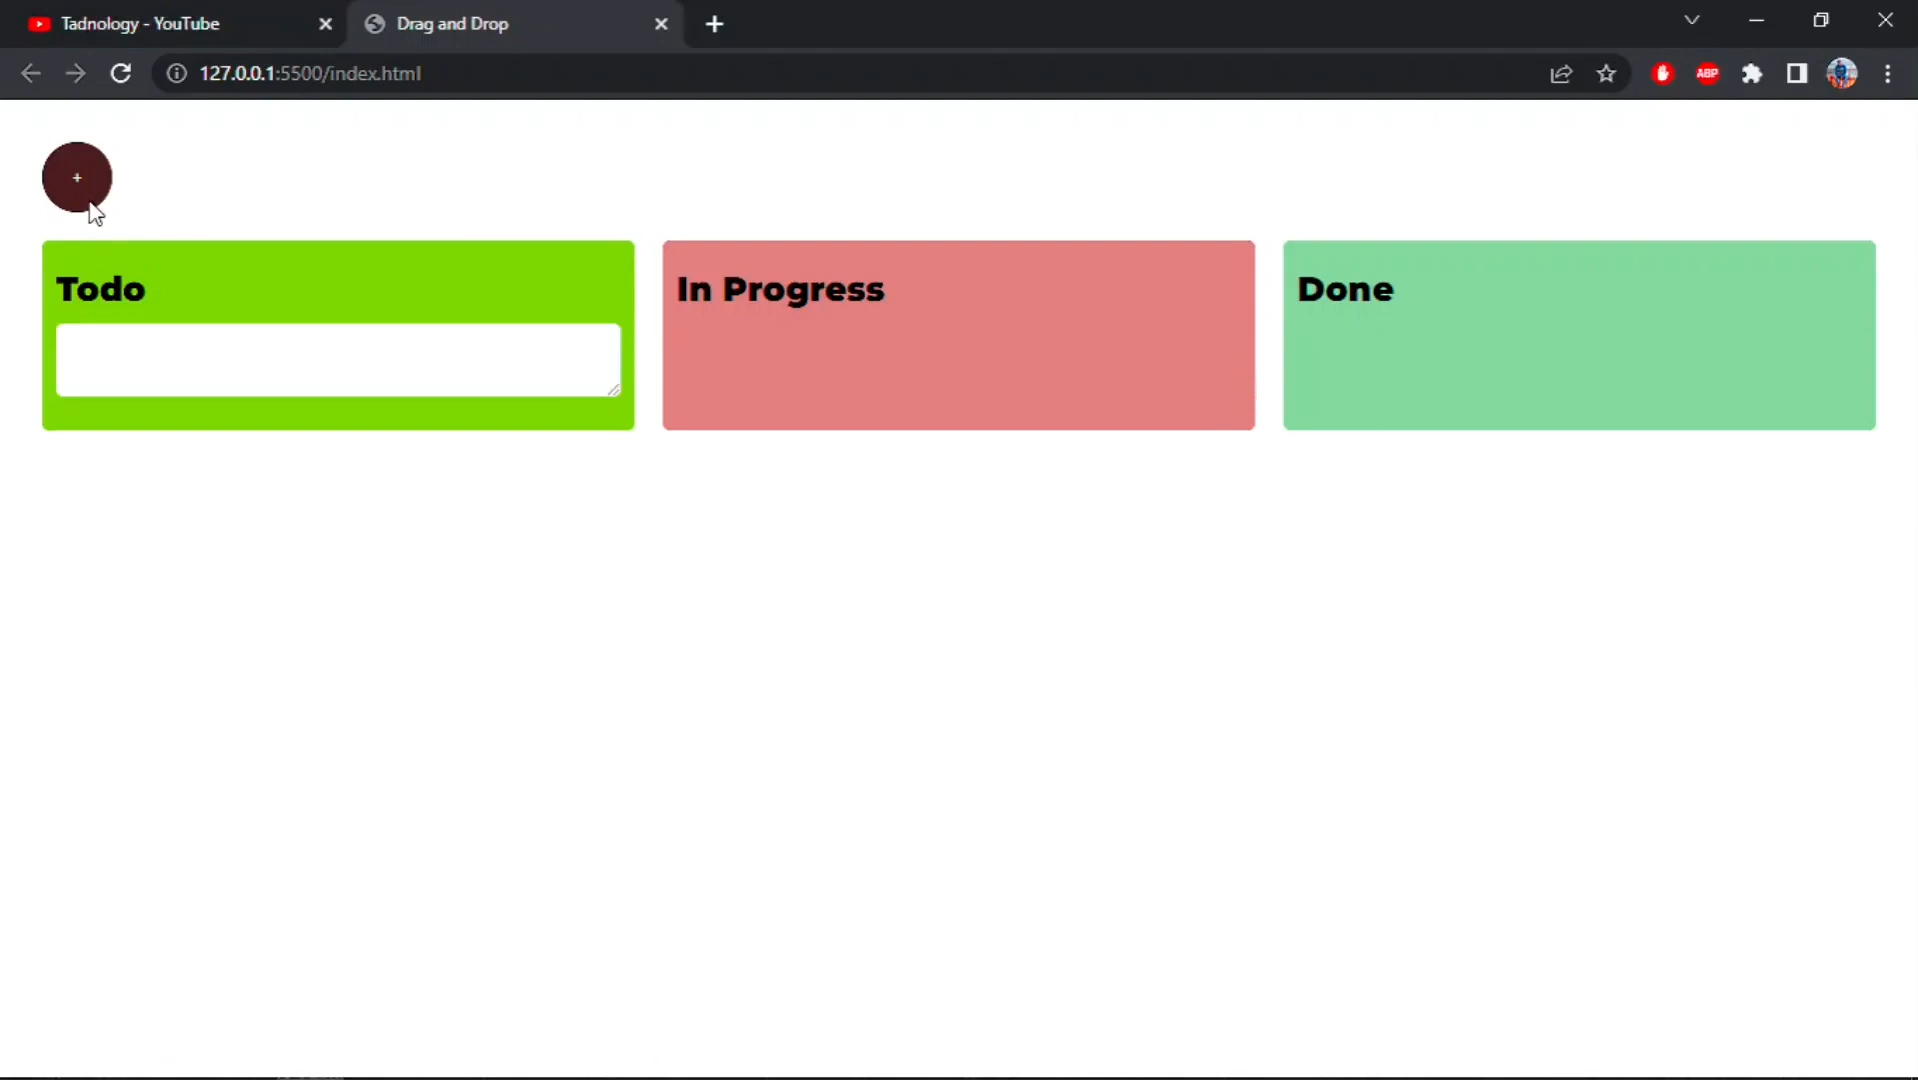 Tadnology - YouTube
Drag and Drop
127.0.0.1:5500/index.html
ABP
+
Todo
In Progress
Done